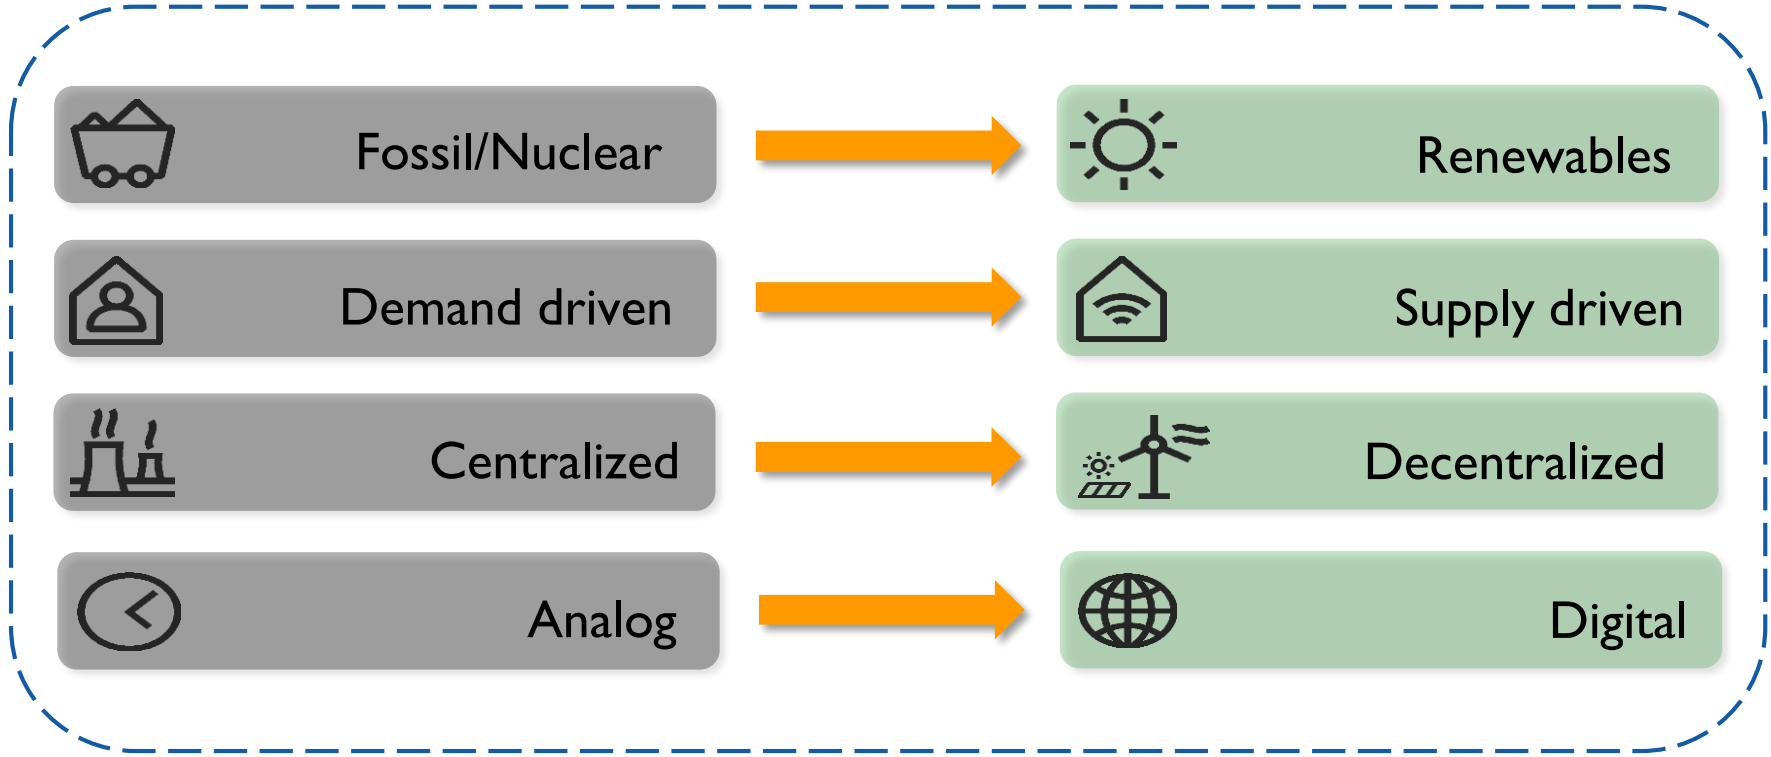 Fossil/Nuclear
Renewables
Demand driven
Supply driven
Centralized
Decentralized
Analog
Digital